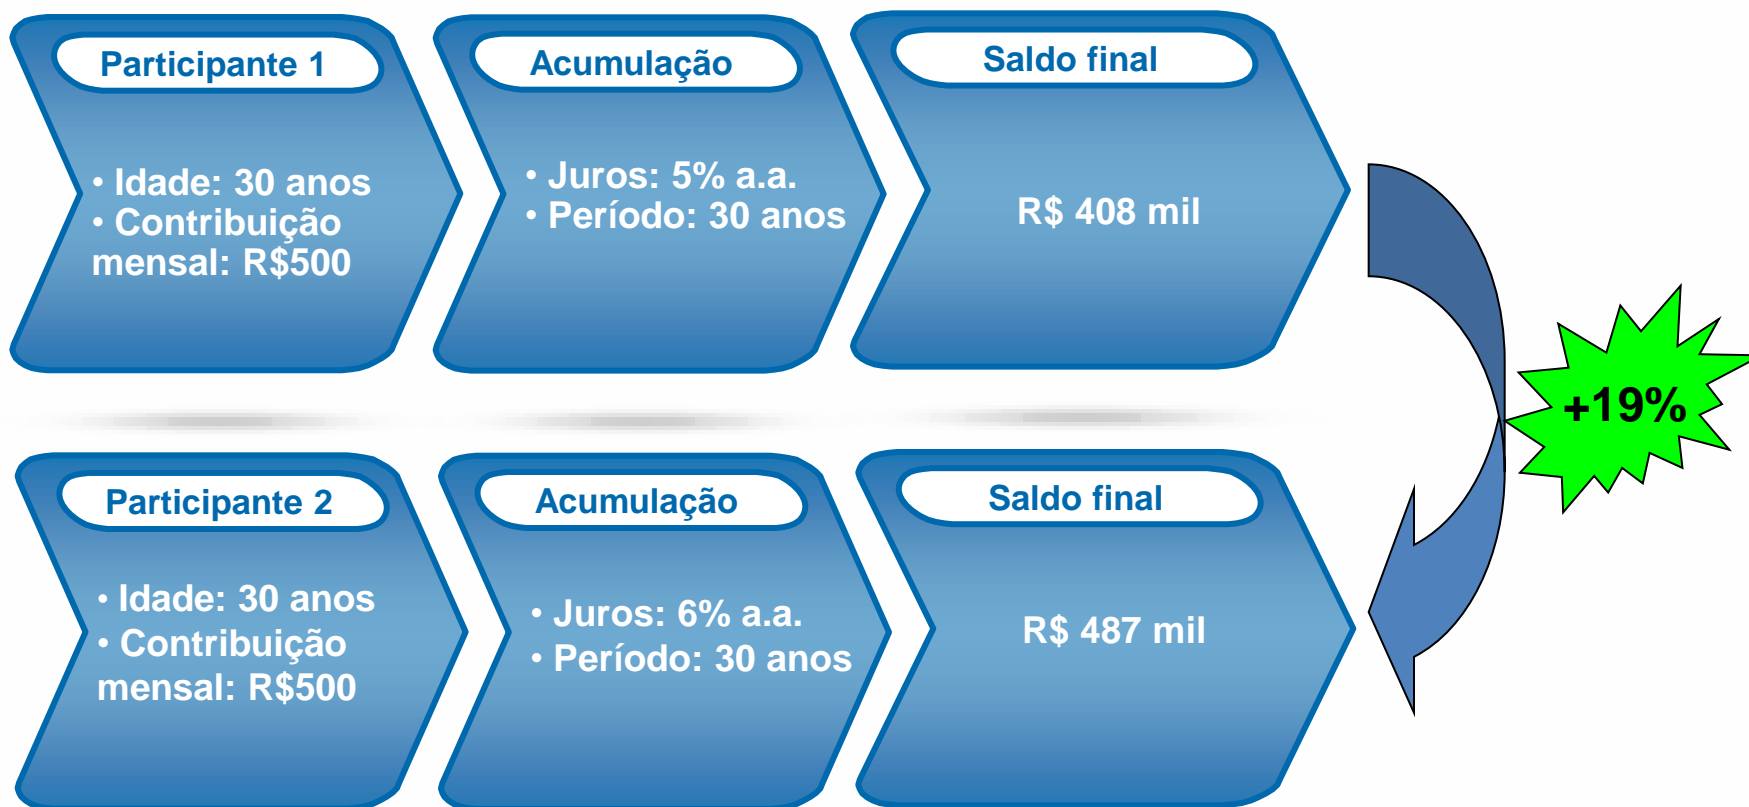 Participante 1
• Idade: 30 anos
• Contribuição
mensal: R$500
Acumulação
• Juros: 5% a.a.
• Período: 30 anos
Saldo final
R$ 408 mil
+19%
Participante 2
• Idade: 30 anos
• Contribuição
mensal: R$500
Acumulação
• Juros: 6% a.a.
• Período: 30 anos
Saldo final
R$ 487 mil